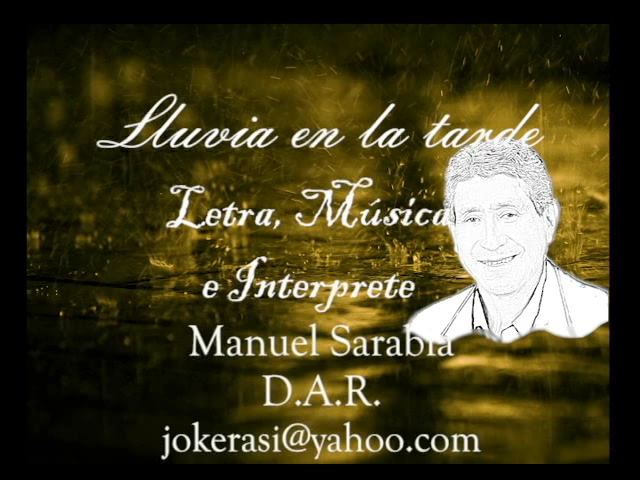 Lluvia en la tarde
Letra, Música
e Interprete
Manuel Sarabia
D.A.R.
jokerasi@yahoo.com